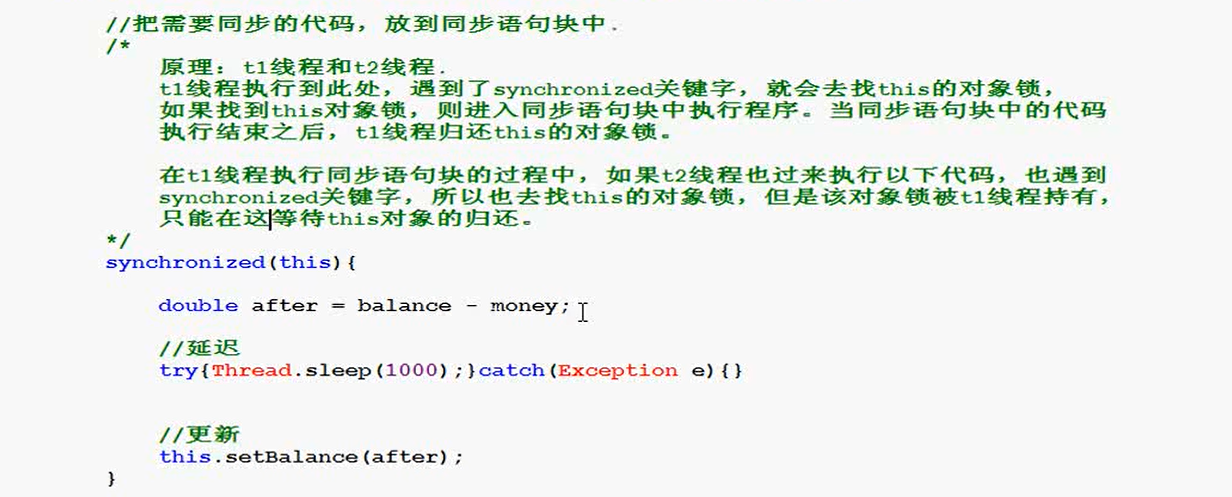 //把需要同步的代码，放到同步语句块中.
/*
原理：t1线程和t2线程.
t1线程执行到此处，遇到了synchronized关键字，就会去找this的对象锁，
如果找到this对象锁，则进入同步语句块中执行程序。当同步语句块中的代码
执行结束之后，t1线程归还this的对象锁。
在t1线程执行同步语句块的过程中，如果t2线程也过来执行以下代码，也遇到
synchronized关键字，所以也去找this的对象锁，但是该对象锁被t1线程持有，
只能在这等待this对象的归还。
*/
synchronized(this){
double after = balance - money;
//延迟
try{Thread.sleep(1000);}catch(Exception e){}
//更新
this.setBalance(after);
}